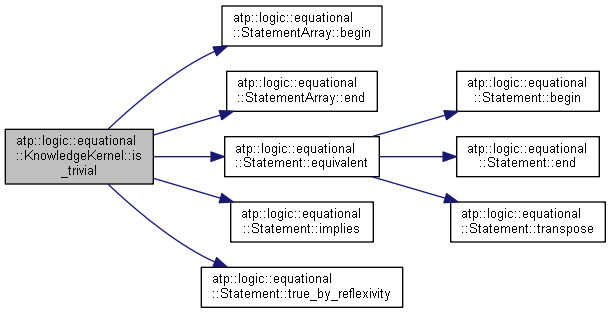 atp::logic::equational
::StatementArray::begin
atp::logic::equational
::StatementArray::end
atp::logic::equational
::Statement::begin
atp::logic::equational
::KnowledgeKernel::is
_trivial
atp::logic::equational
::Statement::equivalent
atp::logic::equational
::Statement::end
atp::logic::equational
::Statement::implies
atp::logic::equational
::Statement::transpose
atp::logic::equational
::Statement::true_by_reflexivity